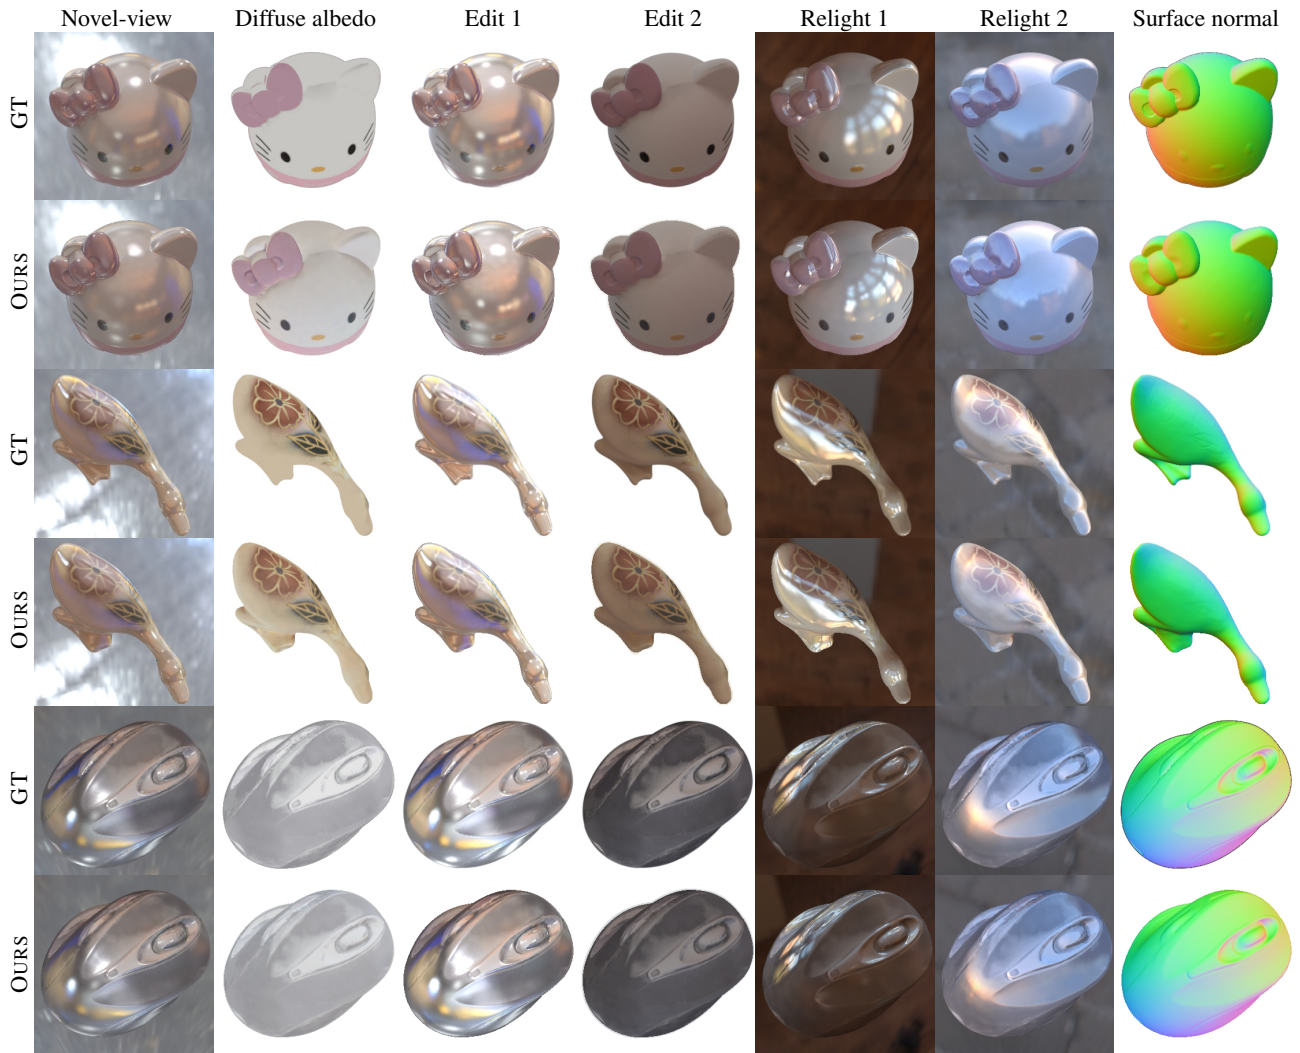 Novel-view Diffuse albedo Edit 1 Edit 2 Relight 1 Relight 2 Surface normal
GT
OURS
GT
OURS
GT
OURS